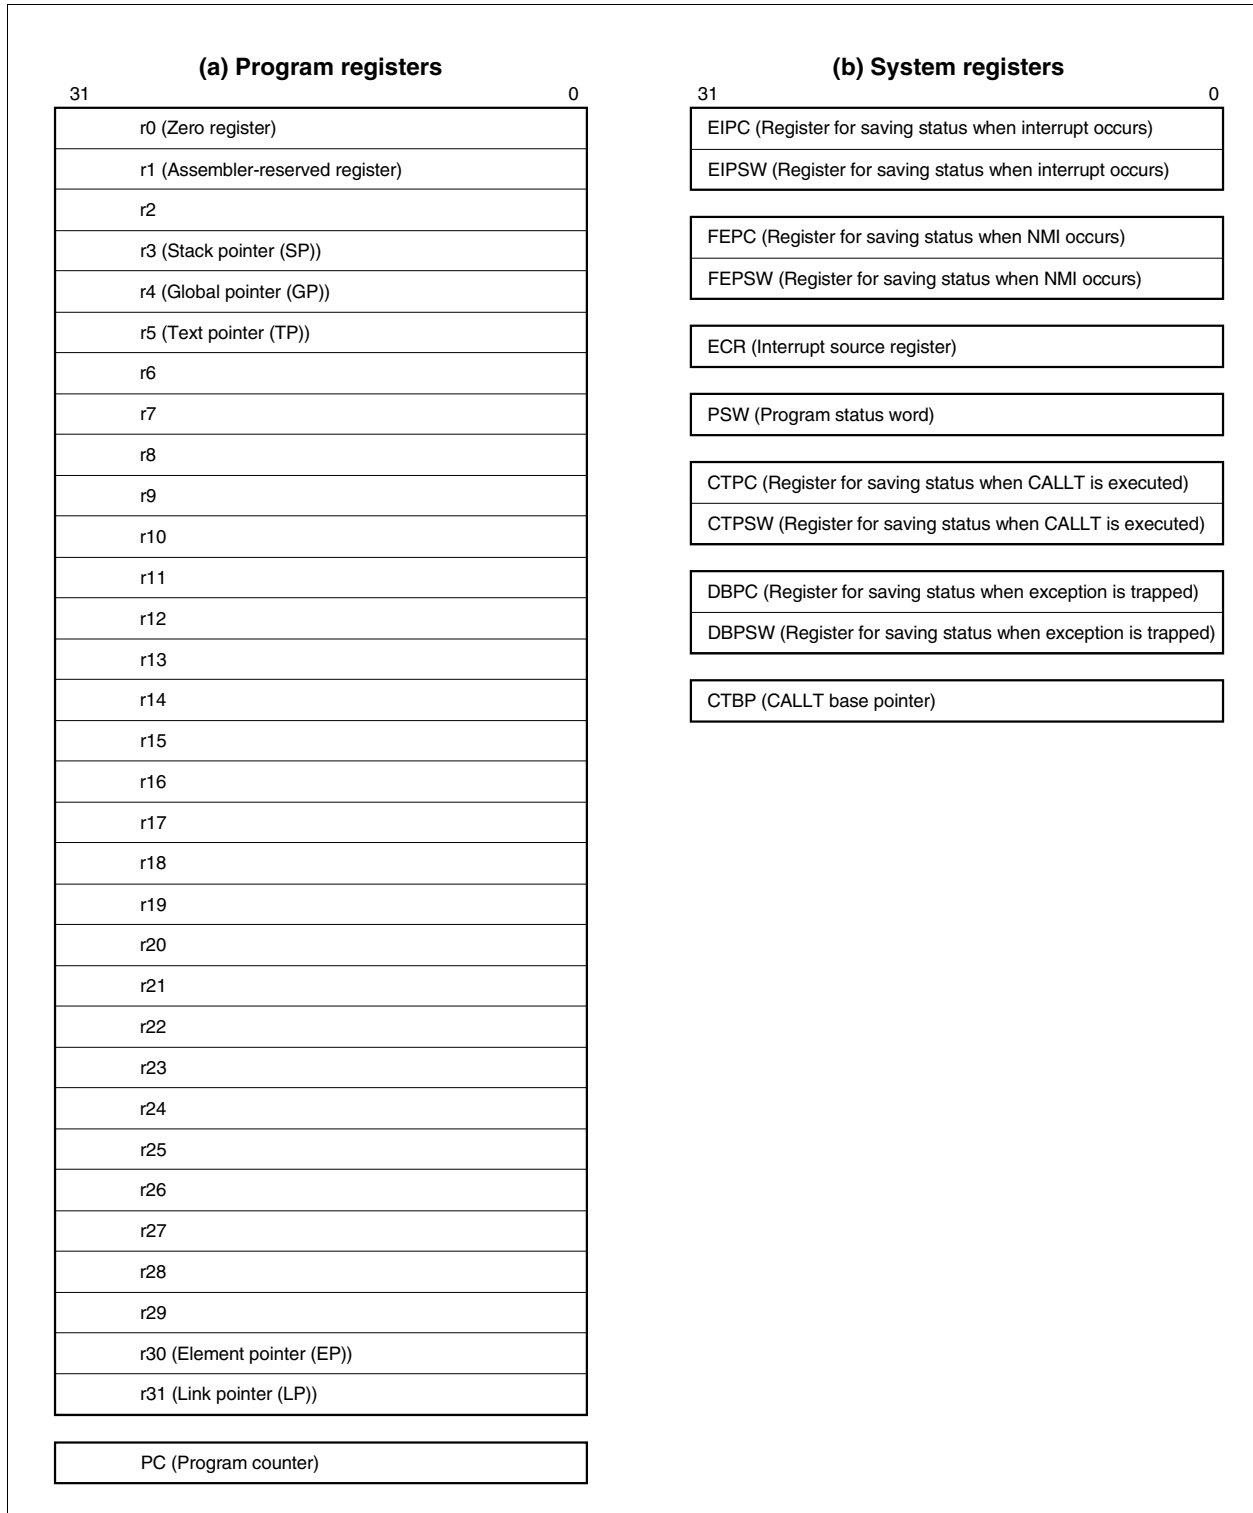 (a) Program registers
31 0
r0 (Zero register)
r1 (Assembler-reserved register)
r2
r3 (Stack pointer (SP))
r4 (Global pointer (GP))
r5 (Text pointer (TP))
r6
r7
r8
r9
r10
r11
r12
r13
r14
r15
r16
r17
r18
r19
r20
r21
r22
r23
r24
r25
r26
r27
r28
r29
r30 (Element pointer (EP))
r31 (Link pointer (LP))
PC (Program counter)
(b) System registers
31 0
EIPC (Register for saving status when interrupt occurs)
EIPSW (Register for saving status when interrupt occurs)
FEPC (Register for saving status when NMI occurs)
FEPSW (Register for saving status when NMI occurs)
ECR (Interrupt source register)
PSW (Program status word)
CTPC (Register for saving status when CALLT is executed)
CTPSW (Register for saving status when CALLT is executed)
DBPC (Register for saving status when exception is trapped)
DBPSW (Register for saving status when exception is trapped)
CTBP (CALLT base pointer)